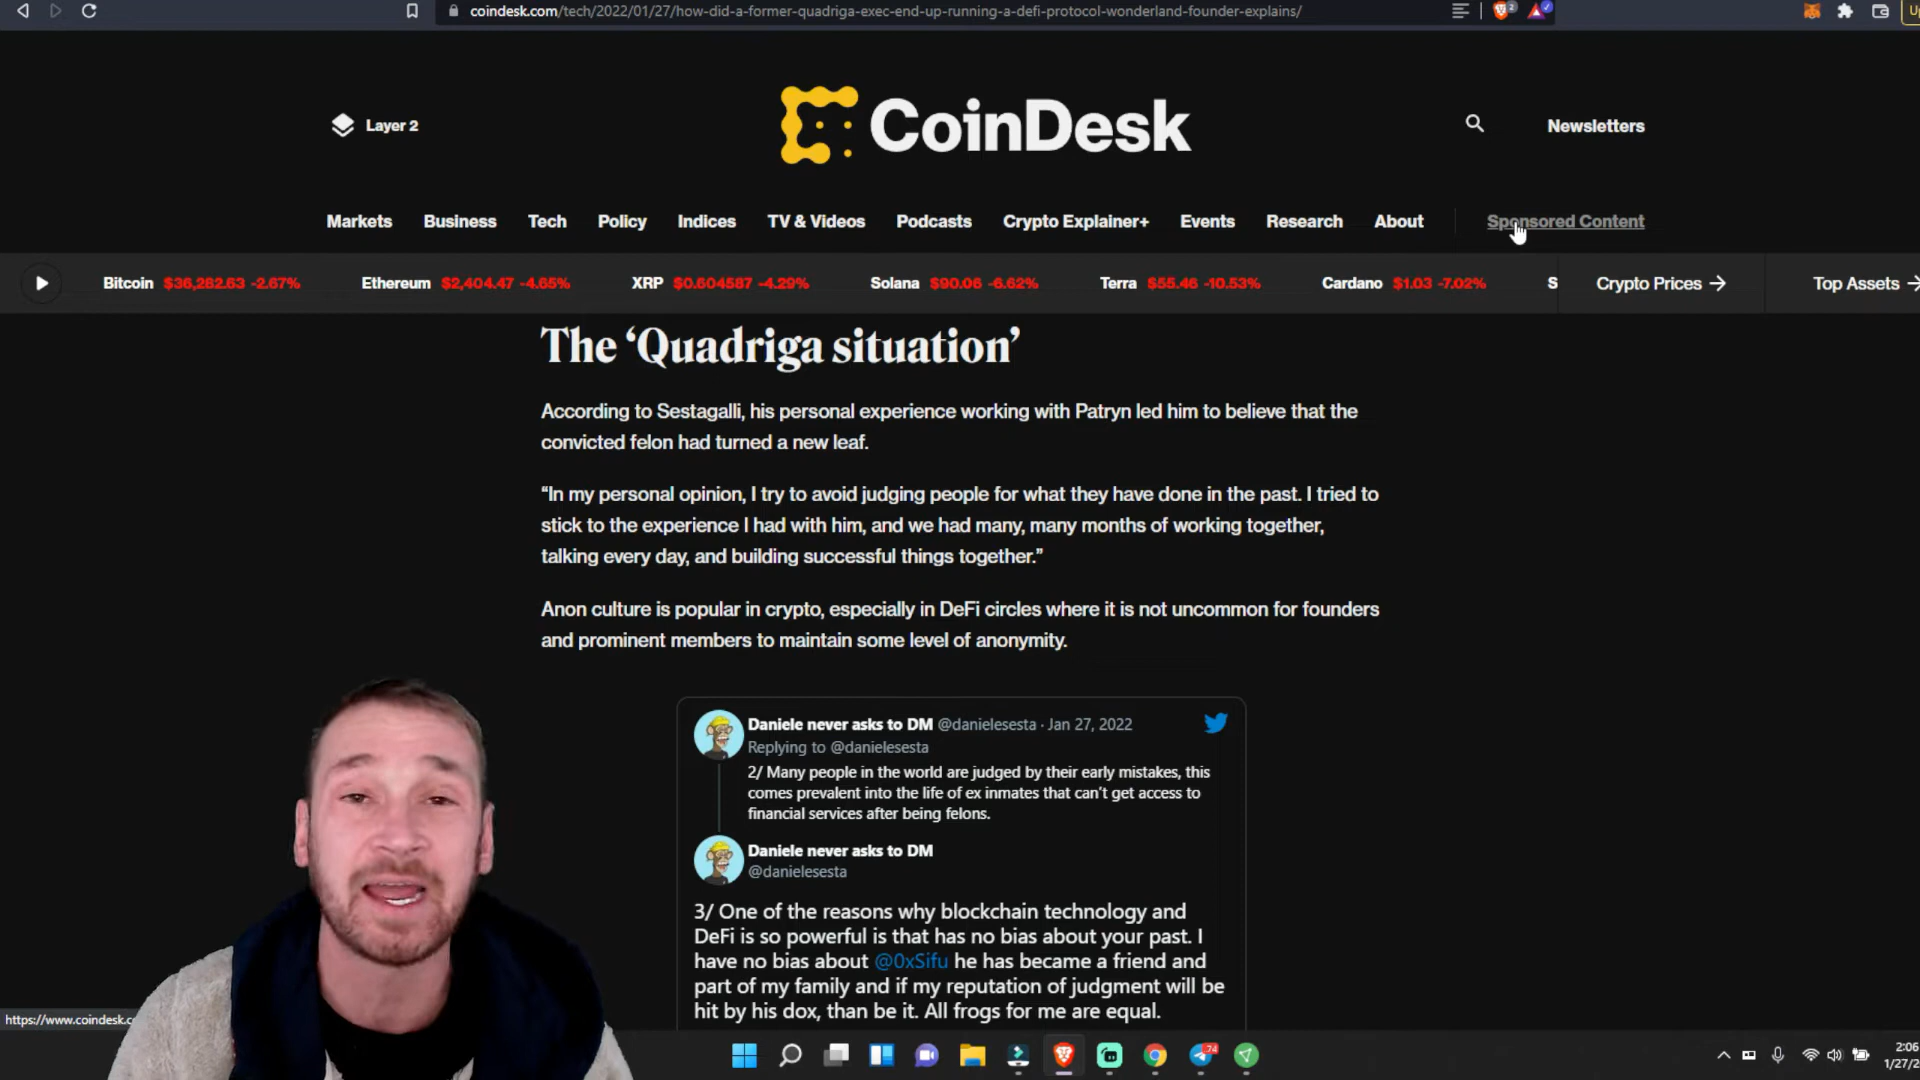 coindesk.com/tech/2022/01/27/how-did-a-former-quadriga-exec-end-up-running-a-defi-protocol-wonderland-founder-explains/
2
Layer 2
CoinDesk
Newsletters
Markets Business Tech Policy Indices TV & Videos Podcasts Crypto Explainer+ Events Research About Sponsored Content
Bitcoin $36,282.63 -2.67% Ethereum $2,404.47 -4.65% XRP $0.604587 -4.29% Solana $90.06 -6.62% Terra $55.46 -10.53% Cardano $1.03 -7.02% S Crypto Prices → Top Assets →
The ‘Quadriga situation’
According to Sestagalli, his personal experience working with Patryn led him to believe that the
convicted felon had turned a new leaf.
“In my personal opinion, I try to avoid judging people for what they have done in the past. I tried to
stick to the experience I had with him, and we had many, many months of working together,
talking every day, and building successful things together.”
Anon culture is popular in crypto, especially in DeFi circles where it is not uncommon for founders
and prominent members to maintain some level of anonymity.
Daniele never asks to DM @danielesesta · Jan 27, 2022
Replying to @danielesesta
2/ Many people in the world are judged by their early mistakes, this
comes prevalent into the life of ex inmates that can’t get access to
financial services after being felons.
Daniele never asks to DM
@danielesesta
3/ One of the reasons why blockchain technology and
DeFi is so powerful is that has no bias about your past. I
have no bias about @0xSifu he has became a friend and
part of my family and if my reputation of judgment will be
hit by his dox, than be it. All frogs for me are equal.
https://www.coindesk.c
74
2:06
1/27/2